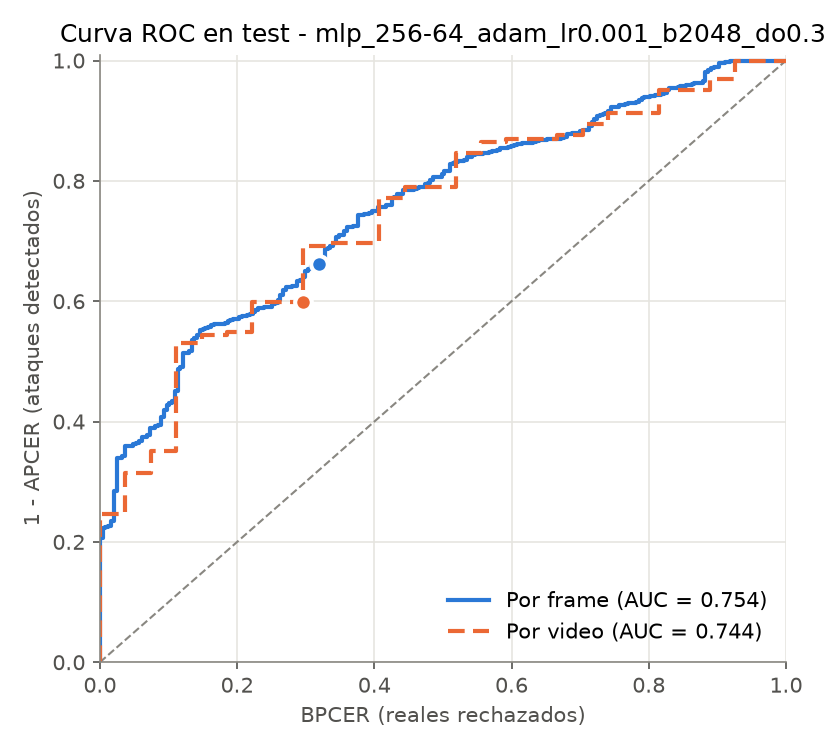 Curva ROC en test - mlp_256-64_adam_lr0.001_b2048_do0.3
1.0
0.8
0.6
0.4
0.2
0.0
1 - APCER (ataques detectados)
Por frame (AUC = 0.754)
Por video (AUC = 0.744)
0.0 0.2 0.4 0.6 0.8 1.0
BPCER (reales rechazados)